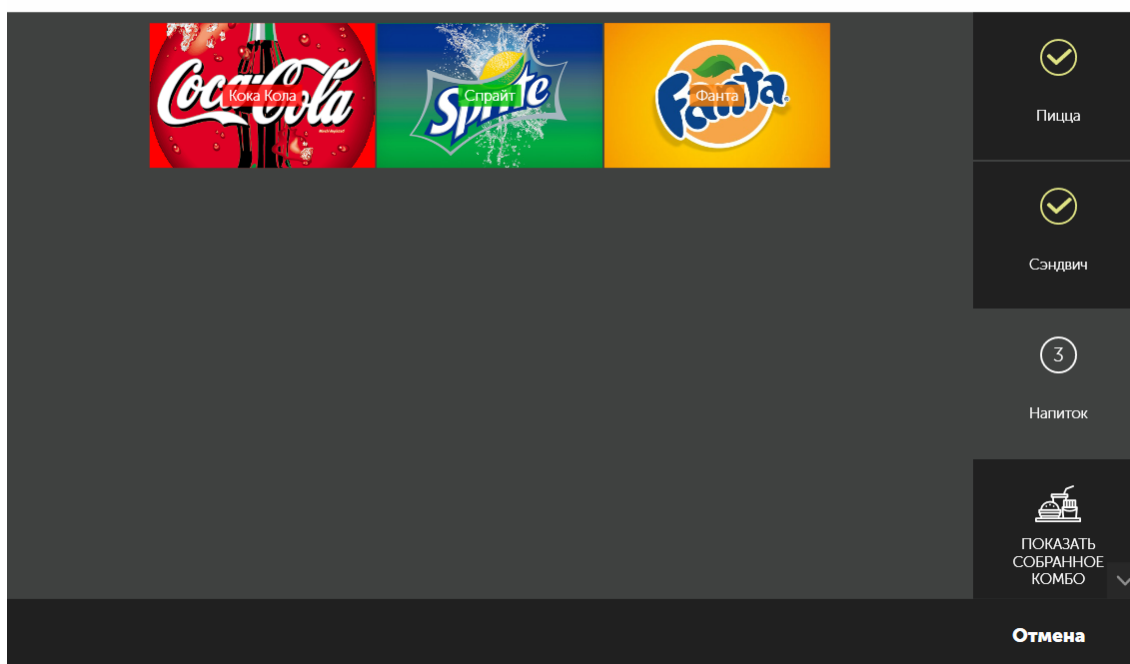 Coca-Cola
Кока Кола
Sprite
Спрайт
Fanta
Фанта
Пицца
Сэндвич
3
Напиток
ПОКАЗАТЬ
СОБРАННОЕ
КОМБО
Отмена